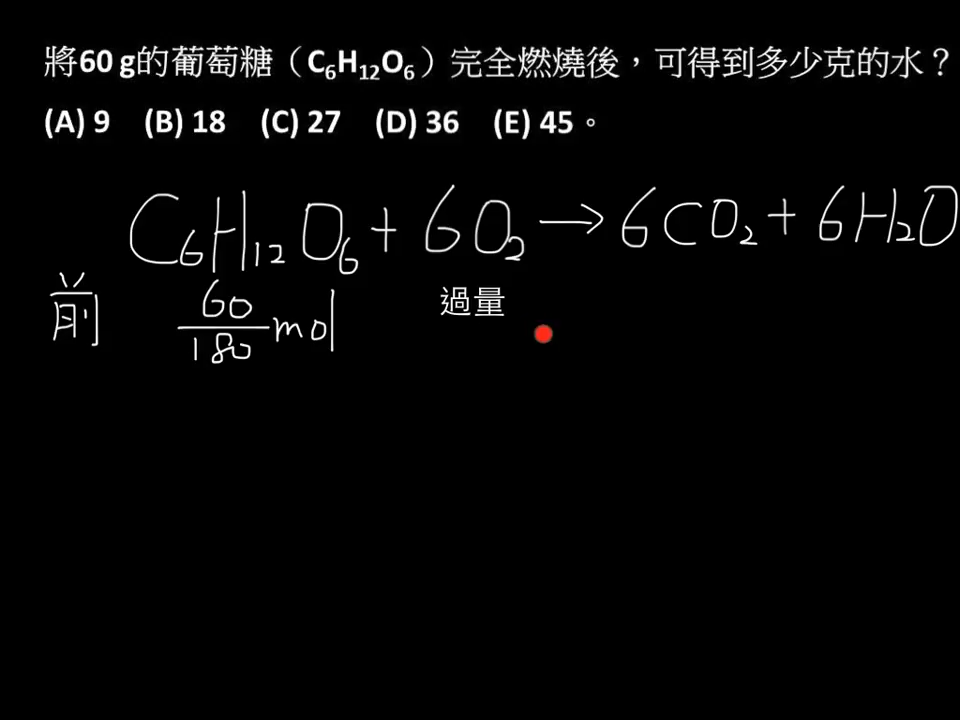 將60 g的葡萄糖（C₆H₁₂O₆）完全燃燒後，可得到多少克的水？
(A) 9 (B) 18 (C) 27 (D) 36 (E) 45。
C₆H₁₂O₆ + 6O₂ → 6CO₂ + 6H₂O
前 60/180 mol 過量